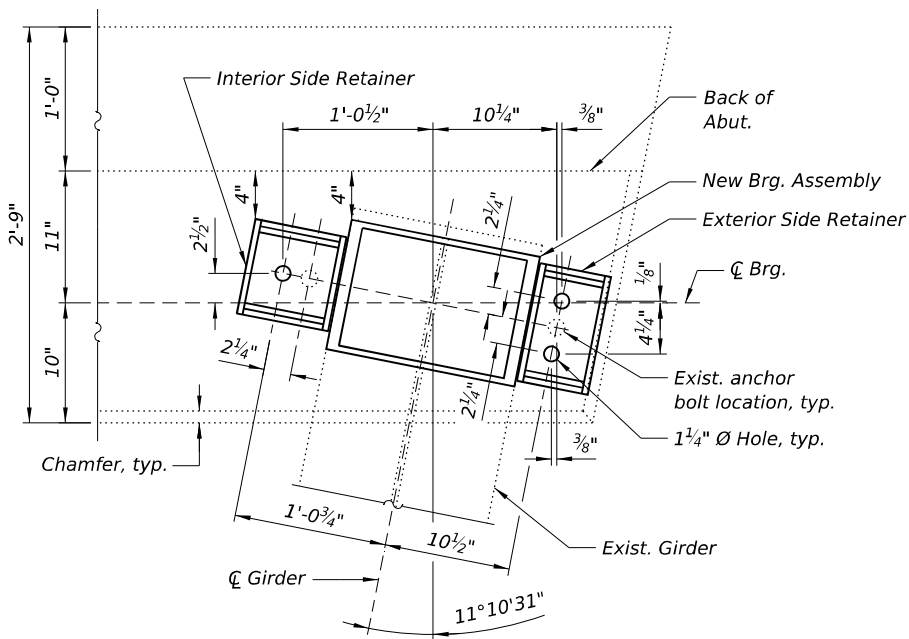 Interior Side Retainer
1'-0"
1'-0½"
10¼"
⅜"
Back of
Abut.
4"
4"
2¼"
New Brg. Assembly
Exterior Side Retainer
2'-9"
11"
2½"
⅛"
℄ Brg.
4¼"
10"
2¼"
2¼"
Exist. anchor
bolt location, typ.
1¼" Ø Hole, typ.
⅜"
Chamfer, typ.
1'-0¾"
10½"
Exist. Girder
℄ Girder
11°10'31"